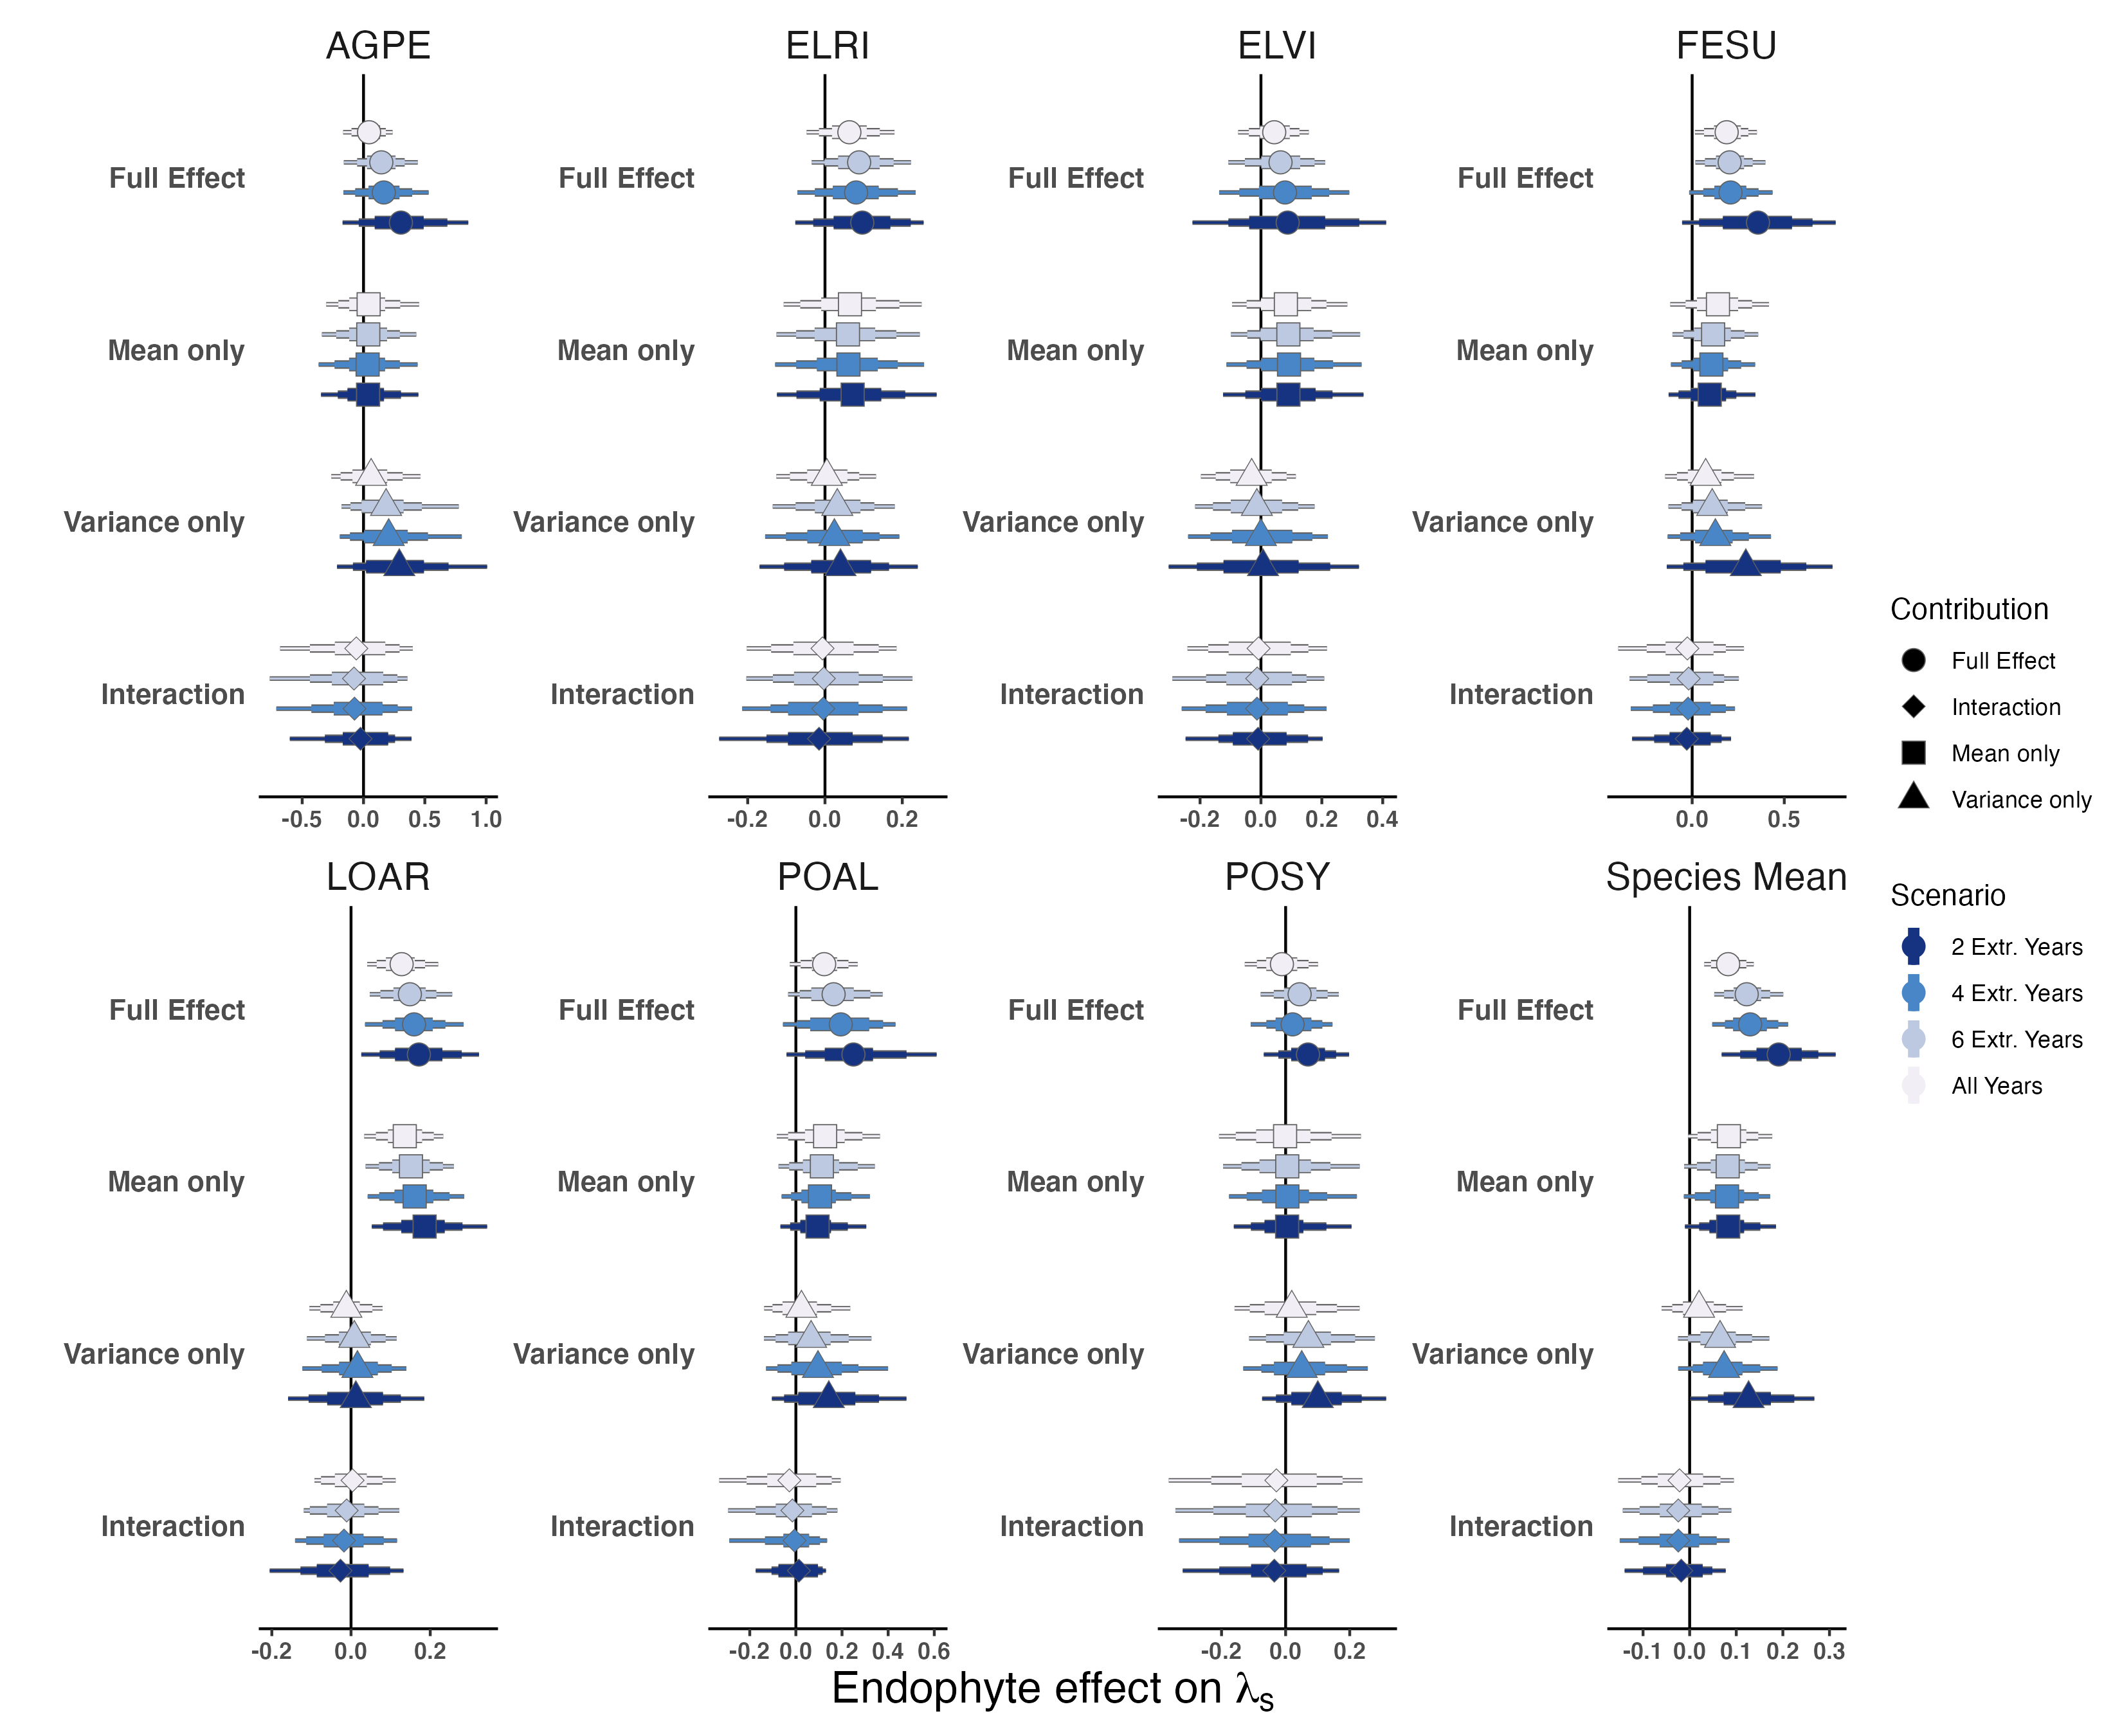 AGPE ELRI ELVI FESU
Full Effect Full Effect Full Effect Full Effect
Mean only Mean only Mean only Mean only
Variance only Variance only Variance only Variance only
Interaction Interaction Interaction Interaction
-0.5 0.0 0.5 1.0 -0.2 0.0 0.2 -0.2 0.0 0.2 0.4 0.0 0.5
Contribution
Full Effect
Interaction
Mean only
Variance only
LOAR POAL POSY Species Mean
Full Effect Full Effect Full Effect Full Effect
Mean only Mean only Mean only Mean only
Variance only Variance only Variance only Variance only
Interaction Interaction Interaction Interaction
-0.2 0.0 0.2 -0.2 0.0 0.2 0.4 0.6 -0.2 0.0 0.2 -0.1 0.0 0.1 0.2 0.3
Scenario
2 Extr. Years
4 Extr. Years
6 Extr. Years
All Years
Endophyte effect on λs